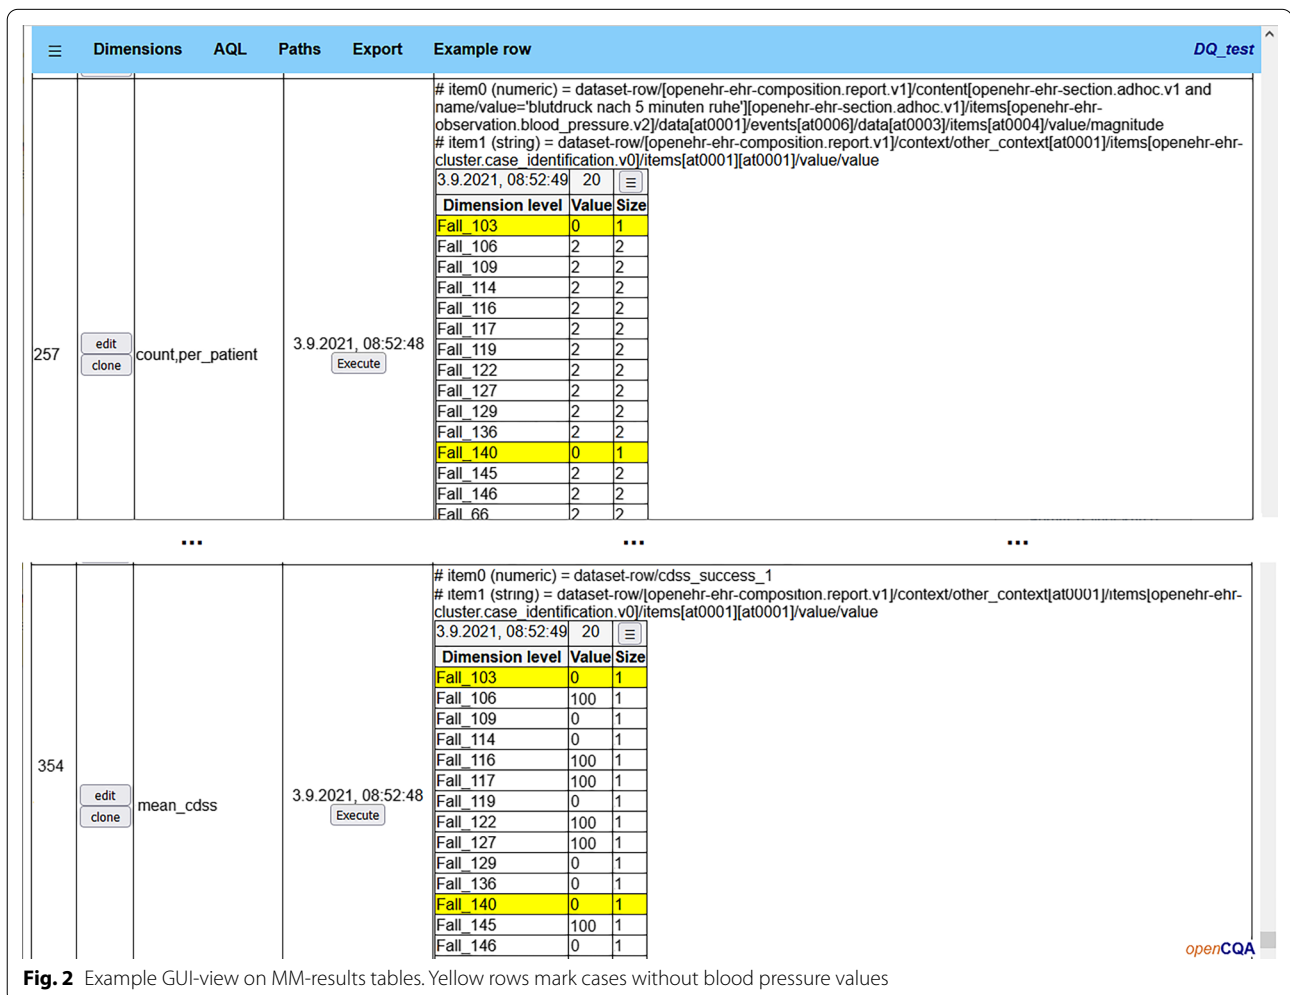 ☰ Dimensions AQL Paths Export Example row DQ_test
# item0 (numeric) = dataset-row/[openehr-ehr-composition.report.v1]/content[openehr-ehr-section.adhoc.v1 and
name/value='blutdruck nach 5 minuten ruhe'][openehr-ehr-section.adhoc.v1]/items[openehr-ehr-
observation.blood_pressure.v2]/data[at0001]/events[at0006]/data[at0003]/items[at0004]/value/magnitude
# item1 (string) = dataset-row/[openehr-ehr-composition.report.v1]/context/other_context[at0001]/items[openehr-ehr-
cluster.case_identification.v0]/items[at0001][at0001]/value/value
3.9.2021, 08:52:49 20 ☰
Dimension level Value Size
Fall_103 0 1
Fall_106 2 2
Fall_109 2 2
Fall_114 2 2
Fall_116 2 2
Fall_117 2 2
257 edit clone count,per_patient 3.9.2021, 08:52:48 Execute
Fall_119 2 2
Fall_122 2 2
Fall_127 2 2
Fall_129 2 2
Fall_136 2 2
Fall_140 0 1
Fall_145 2 2
Fall_146 2 2
Fall_66 2 2
... ... ...
# item0 (numeric) = dataset-row/cdss_success_1
# item1 (string) = dataset-row/[openehr-ehr-composition.report.v1]/context/other_context[at0001]/items[openehr-ehr-
cluster.case_identification.v0]/items[at0001][at0001]/value/value
3.9.2021, 08:52:49 20 ☰
Dimension level Value Size
Fall_103 0 1
Fall_106 100 1
Fall_109 0 1
Fall_114 0 1
Fall_116 100 1
Fall_117 100 1
354 edit clone mean_cdss 3.9.2021, 08:52:48 Execute
Fall_119 0 1
Fall_122 100 1
Fall_127 100 1
Fall_129 0 1
Fall_136 0 1
Fall_140 0 1
Fall_145 100 1
Fall_146 0 1
openCQA
Fig. 2 Example GUI-view on MM-results tables. Yellow rows mark cases without blood pressure values